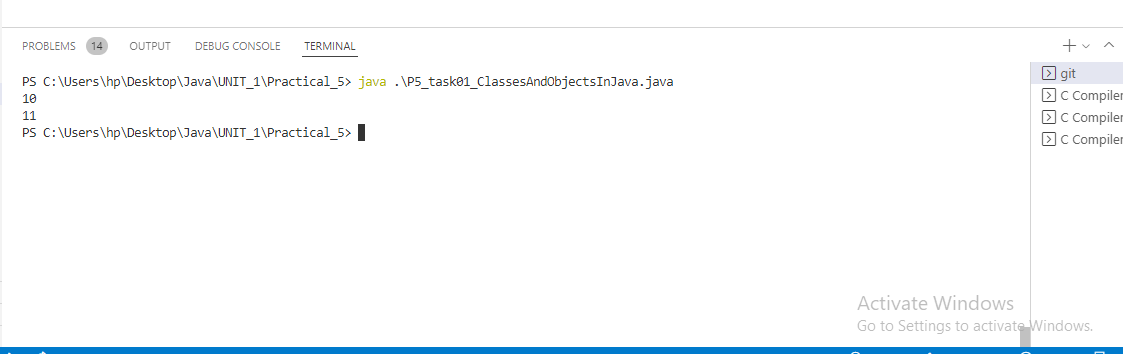 PROBLEMS 14 OUTPUT DEBUG CONSOLE TERMINAL
PS C:\Users\hp\Desktop\Java\UNIT_1\Practical_5> java .\P5_task01_ClassesAndObjectsInJava.java
10
11
PS C:\Users\hp\Desktop\Java\UNIT_1\Practical_5>
git
C Compiler
C Compiler
C Compiler
Activate Windows
Go to Settings to activate Windows.